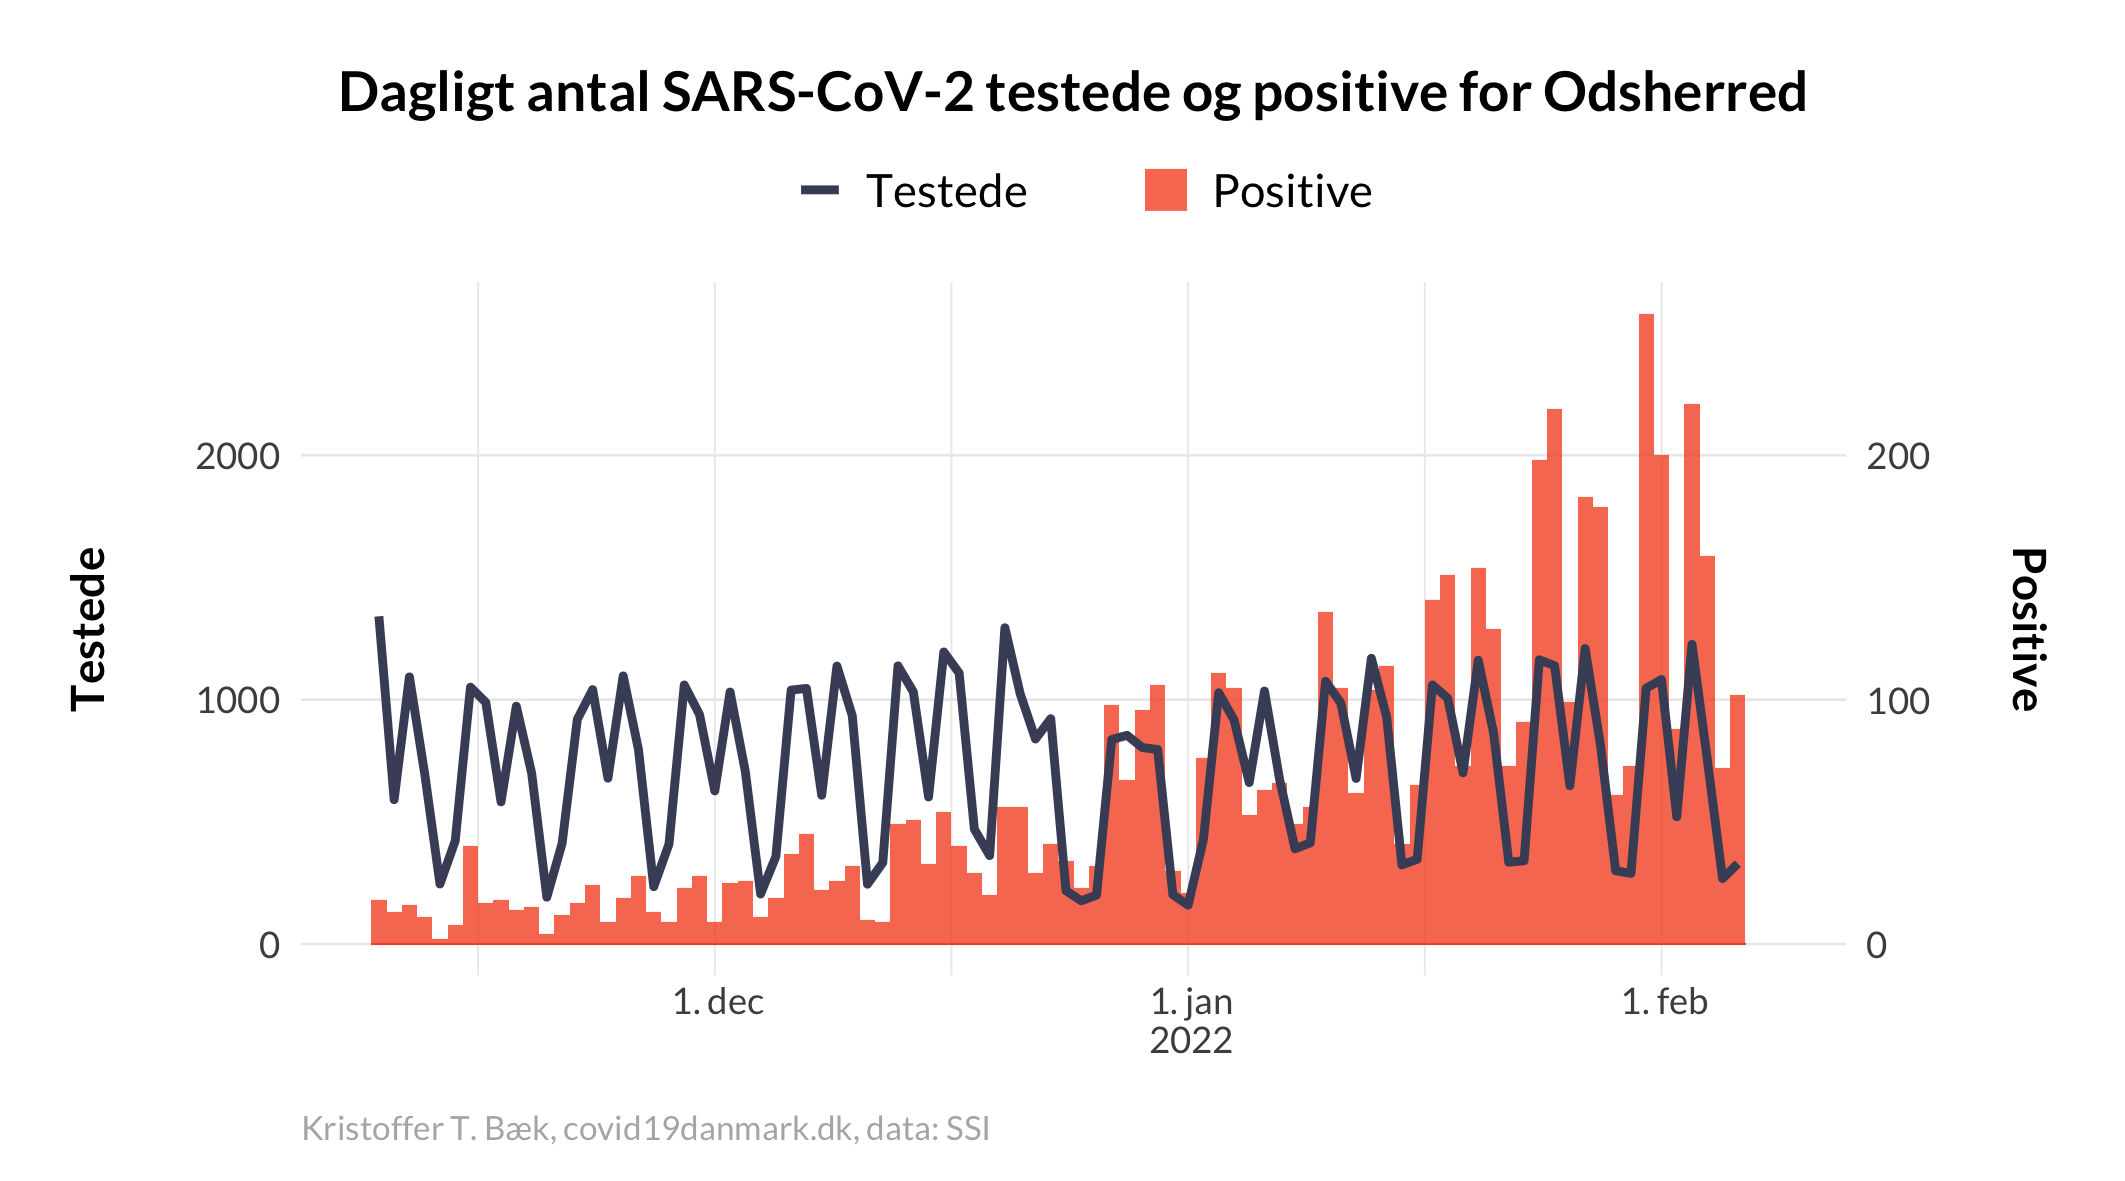 Dagligt antal SARS-CoV-2 testede og positive for Odsherred
Testede
Positive
Testede
Positive
2000
1000
0
200
100
0
1. dec
1. jan
2022
1. feb
Kristoffer T. Bæk, covid19danmark.dk, data: SSI